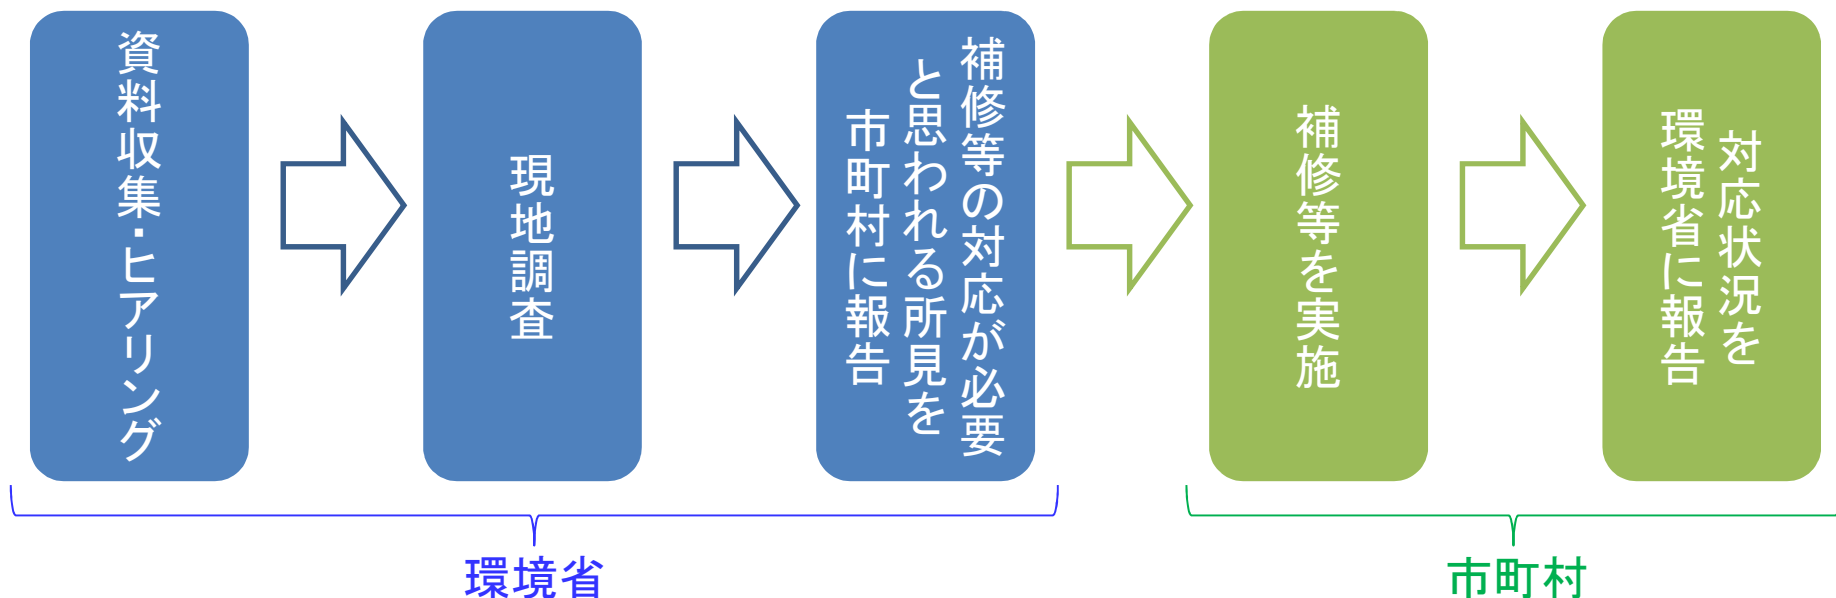 資料収集・ヒアリング
現地調査
補修等の対応が必要
と思われる所見を
市町村に報告
補修等を実施
対応状況を
環境省に報告
環境省
市町村